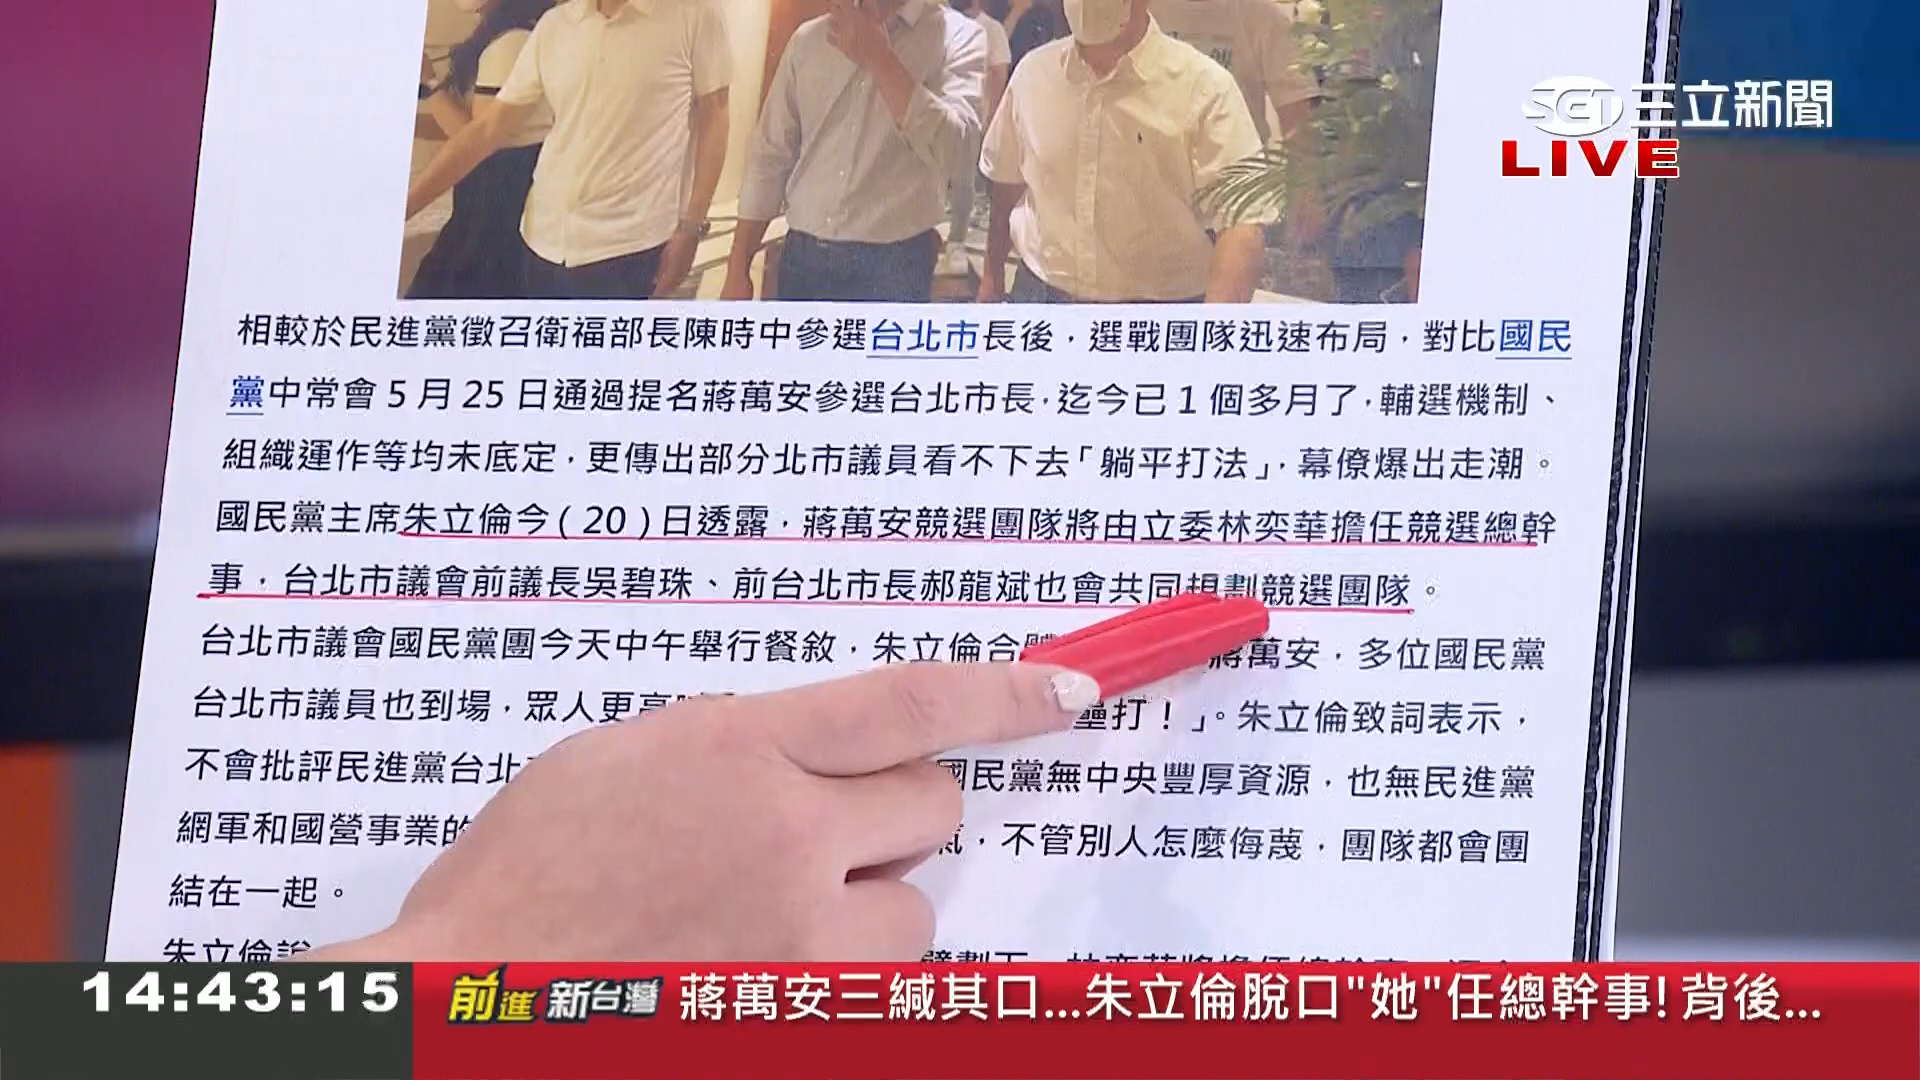 SET三立新聞
LIVE
相較於民進黨徵召衛福部長陳時中參選台北市長後，選戰團隊迅速布局，對比國民
黨中常會5月25日通過提名蔣萬安參選台北市長，迄今已1個多月了，輔選機制、
組織運作等均未底定，更傳出部分北市議員看不下去「躺平打法」，幕僚爆出走潮。
國民黨主席朱立倫今(20)日透露，蔣萬安競選團隊將由立委林奕華擔任競選總幹
事，台北市議會前議長吳碧珠、前台北市長郝龍斌也會共同規劃競選團隊。
台北市議會國民黨團今天中午舉行餐敘，朱立倫合體 蔣萬安，多位國民黨
台北市議員也到場，眾人更高 壘打！」。朱立倫致詞表示，
不會批評民進黨台北 國民黨無中央豐厚資源，也無民進黨
網軍和國營事業的 氣，不管別人怎麼侮蔑，團隊都會團
結在一起。
朱立倫說
14:43:15
前進新台灣 蔣萬安三緘其口...朱立倫脫口"她"任總幹事!背後...